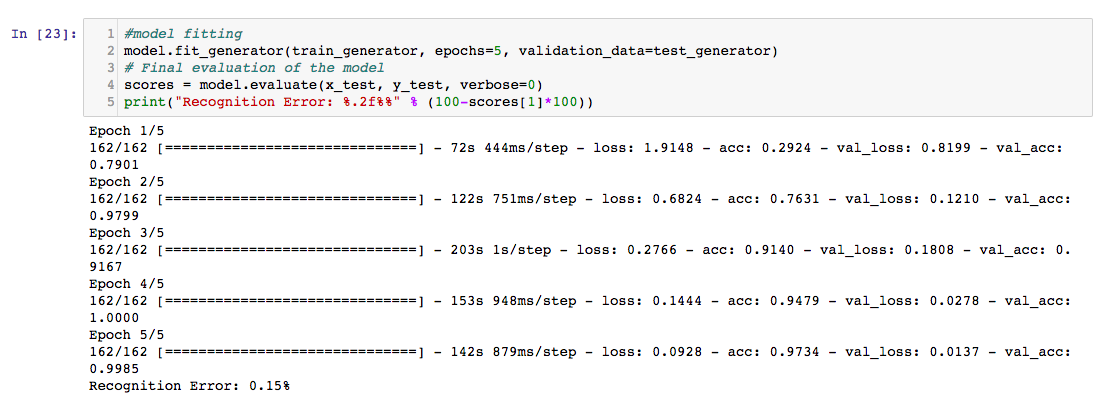 In [23]:
1 #model fitting
2 model.fit_generator(train_generator, epochs=5, validation_data=test_generator)
3 # Final evaluation of the model
4 scores = model.evaluate(x_test, y_test, verbose=0)
5 print("Recognition Error: %.2f%%" % (100-scores[1]*100))
Epoch 1/5
162/162 [==============================] - 72s 444ms/step - loss: 1.9148 - acc: 0.2924 - val_loss: 0.8199 - val_acc:
0.7901
Epoch 2/5
162/162 [==============================] - 122s 751ms/step - loss: 0.6824 - acc: 0.7631 - val_loss: 0.1210 - val_acc:
0.9799
Epoch 3/5
162/162 [==============================] - 203s 1s/step - loss: 0.2766 - acc: 0.9140 - val_loss: 0.1808 - val_acc: 0.
9167
Epoch 4/5
162/162 [==============================] - 153s 948ms/step - loss: 0.1444 - acc: 0.9479 - val_loss: 0.0278 - val_acc:
1.0000
Epoch 5/5
162/162 [==============================] - 142s 879ms/step - loss: 0.0928 - acc: 0.9734 - val_loss: 0.0137 - val_acc:
0.9985
Recognition Error: 0.15%